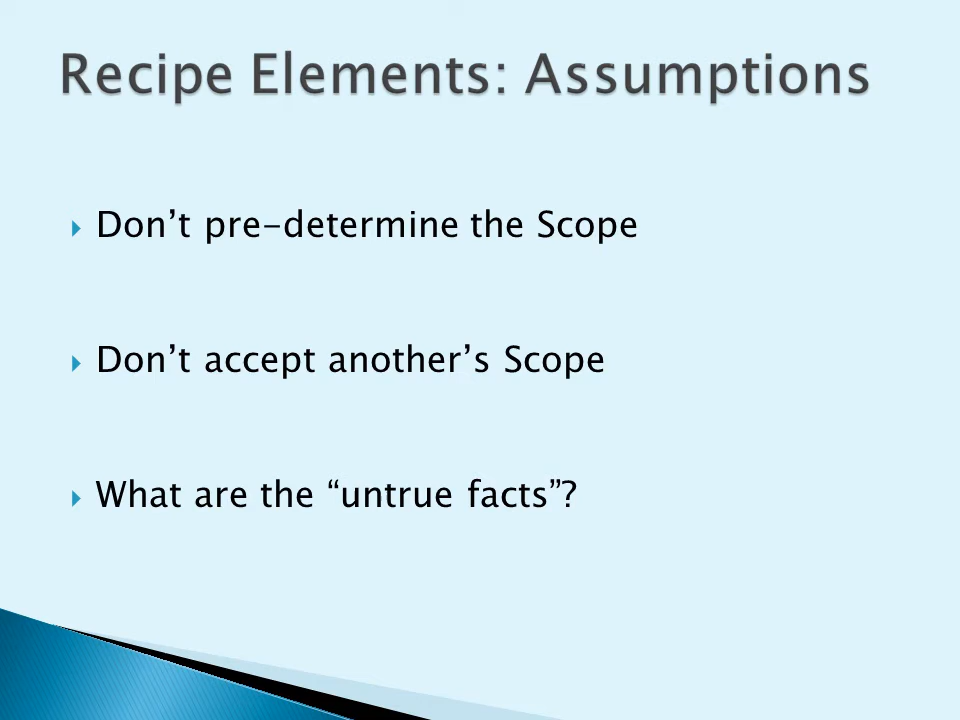 Recipe Elements: Assumptions
Don’t pre-determine the Scope
Don’t accept another’s Scope
What are the “untrue facts”?